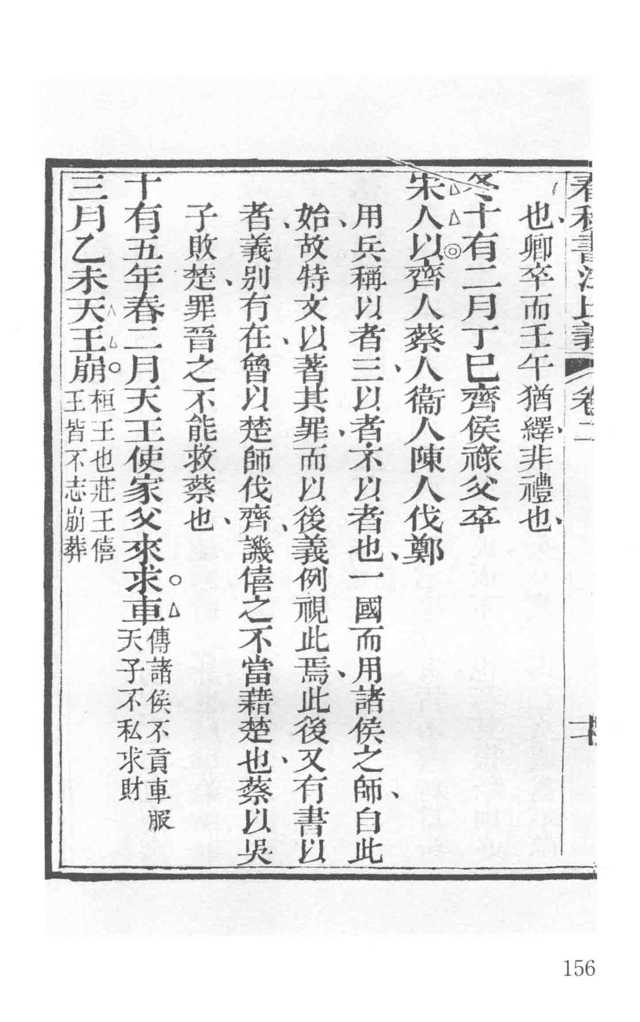 春秋書法比義 卷二
也卿卒而壬午猶繹非禮也
冬十有二月丁巳齊侯祿父卒
宋人以齊人蔡人衞人陳人伐鄭
用兵稱以者三以者不以者也一國而用諸侯之師自此
始故特文以著其罪而以後義例視此焉此後又有書以
者義別有在魯以楚師伐齊譏僖之不當藉楚也蔡以吳
子敗楚罪晉之不能救蔡也
十有五年春二月天王使家父來求車
傳諸侯不貢車服
天子不私求財
三月乙未天王崩
桓王也莊王僖
王皆不志崩葬
156